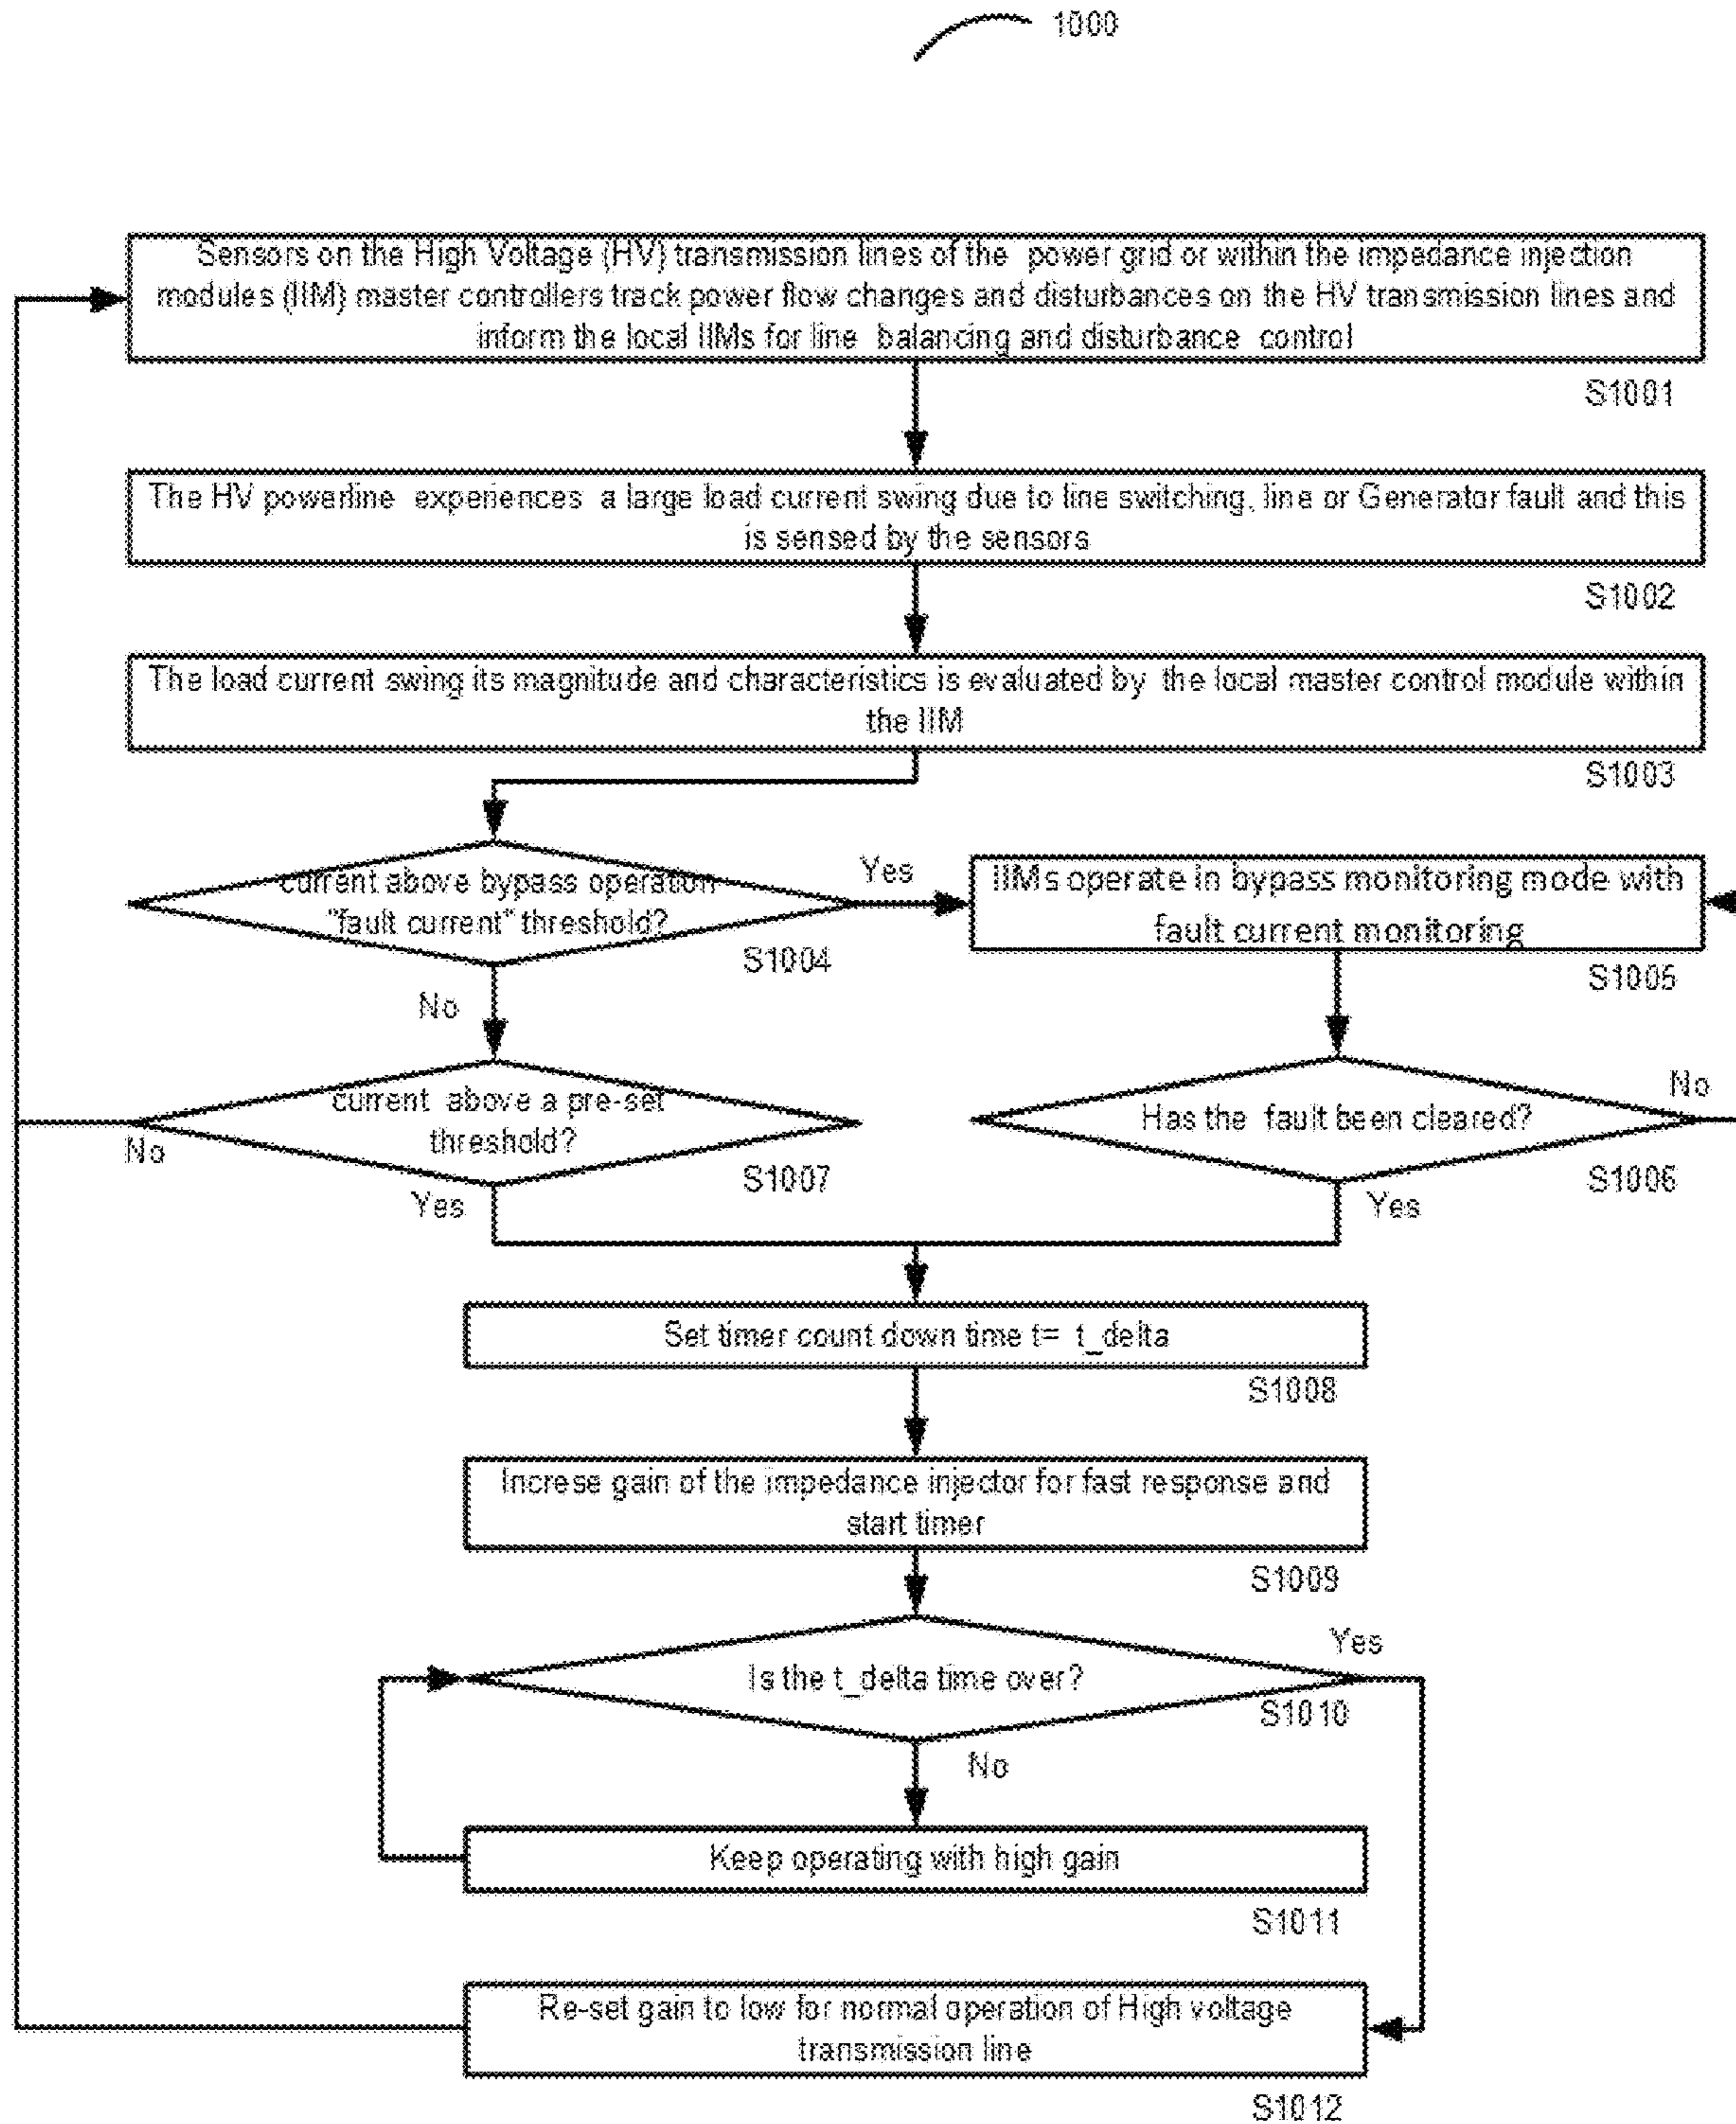 1000
Sensors on the High Voltage (HV) transmission lines of the power grid or within the impedance injection
modules (IIM) master controllers track power flow changes and disturbances on the HV transmission lines and
inform the local IIMs for line balancing and disturbance control
S1001
The HV powerline experiences a large load current swing due to line switching, line or Generator fault and this
is sensed by the sensors
S1002
The load current swing its magnitude and characteristics is evaluated by the local master control module within
the IIM
S1003
current above bypass operation
"fault current" threshold?
S1004
Yes
No
IIMs operate in bypass monitoring mode with
fault current monitoring
S1005
current above a pre-set
threshold?
S1007
No
Yes
Has the fault been cleared?
S1006
No
Yes
Set timer count down time t= t_delta
S1008
Increse gain of the impedance injector for fast response and
start timer
S1009
Is the t_delta time over?
S1010
Yes
No
Keep operating with high gain
S1011
Re-set gain to low for normal operation of High voltage
transmission line
S1012